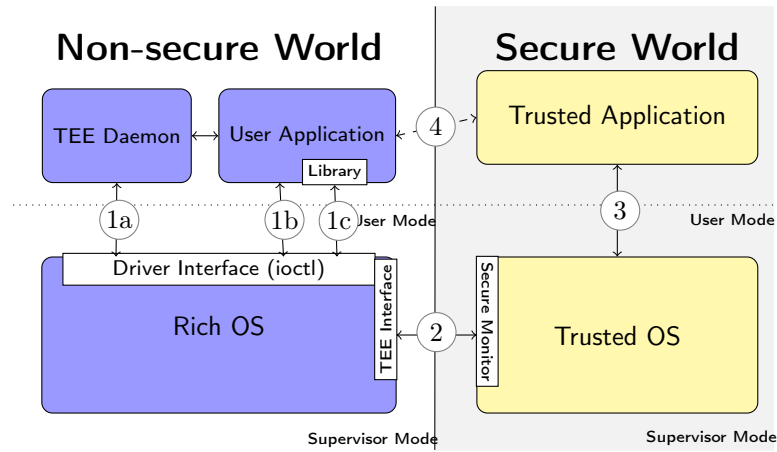 Non-secure World
Secure World
TEE Daemon
User Application
Library
4
Trusted Application
1a
1b
1c
User Mode
3
User Mode
Driver Interface (ioctl)
Rich OS
TEE Interface
2
Secure Monitor
Trusted OS
Supervisor Mode
Supervisor Mode